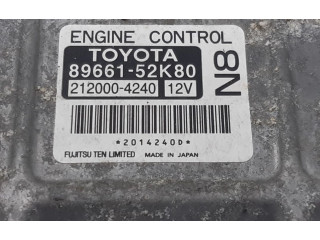 ENGINE CONTROL
TOYOTA
89661-52K80
212000-4240 12V
N8
*2014240D*
FUJITSU TEN LIMITED MADE IN JAPAN